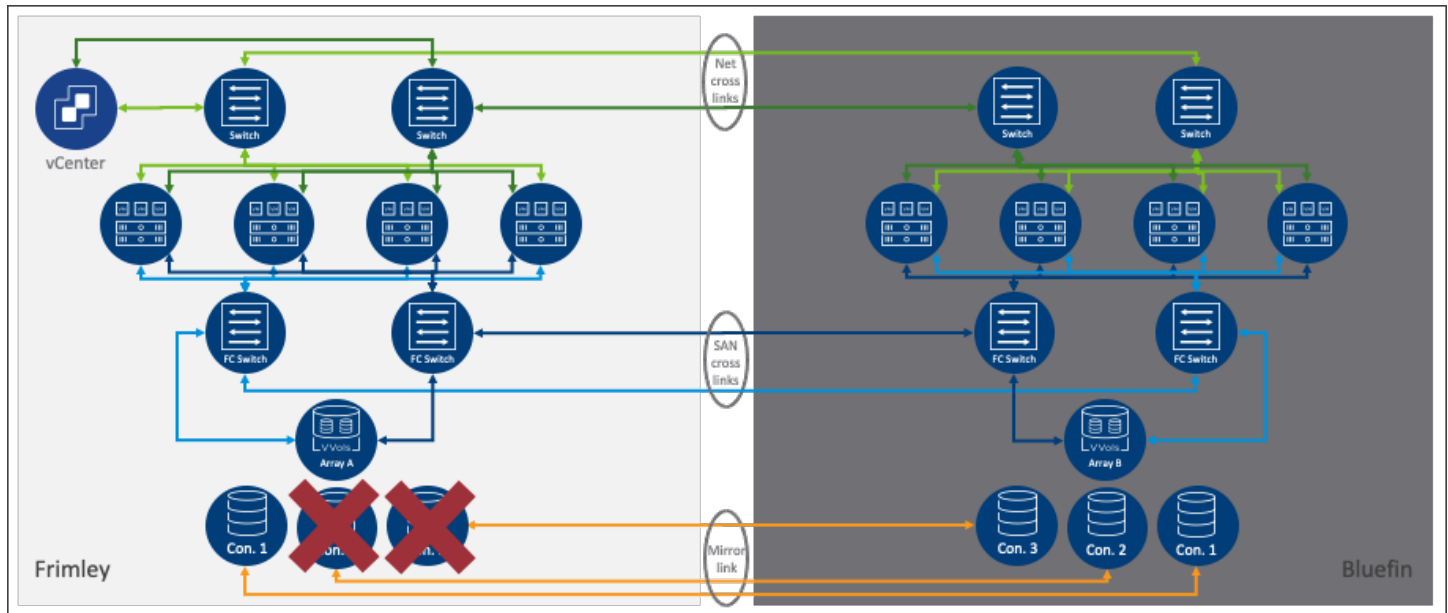 Net
cross
links
Switch
Switch
Switch
Switch
vCenter
FC Switch
FC Switch
SAN
cross
links
FC Switch
FC Switch
VVols
Array A
VVols
Array B
Con. 1
Con. 3
Con. 2
Con. 1
Mirror
link
Frimley
Bluefin